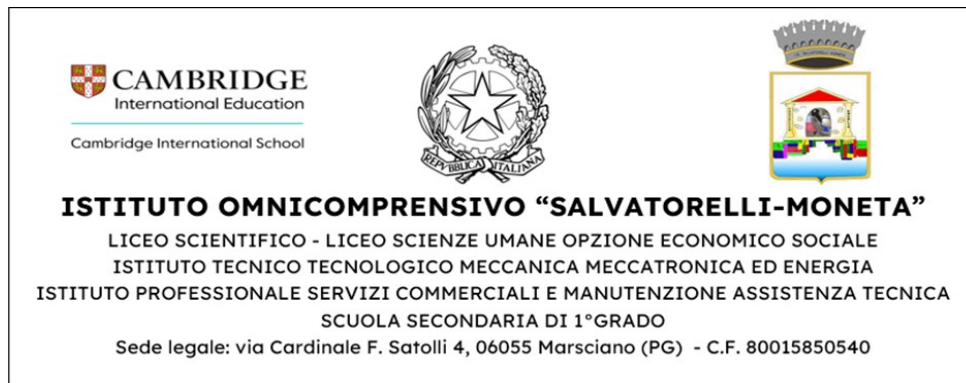 CAMBRIDGE
International Education
Cambridge International School
REPVBBLICA ITALIANA
ISTITUTO OMNICOMPRENSIVO “SALVATORELLI-MONETA”
LICEO SCIENTIFICO - LICEO SCIENZE UMANE OPZIONE ECONOMICO SOCIALE
ISTITUTO TECNICO TECNOLOGICO MECCANICA MECCATRONICA ED ENERGIA
ISTITUTO PROFESSIONALE SERVIZI COMMERCIALI E MANUTENZIONE ASSISTENZA TECNICA
SCUOLA SECONDARIA DI 1°GRADO
Sede legale: via Cardinale F. Satolli 4, 06055 Marsciano (PG) - C.F. 80015850540